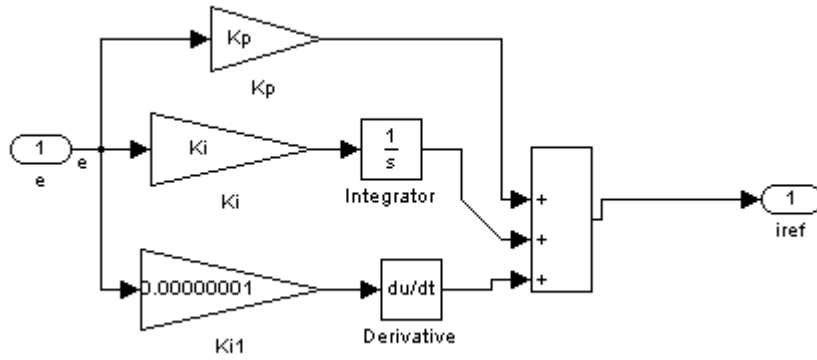 Kp
Kp
1
e
e
Ki
Ki
1
s
Integrator
+
+
+
1
iref
0.00000001
Ki1
du/dt
Derivative